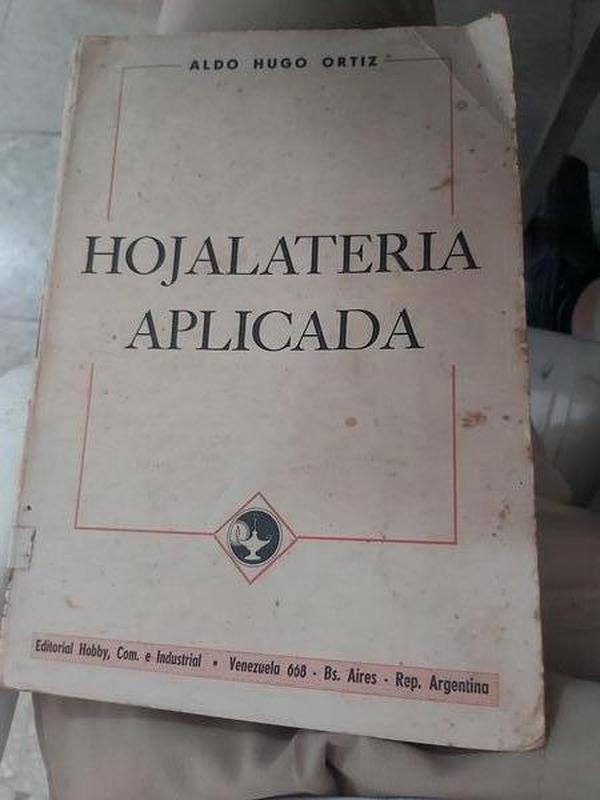 ALDO HUGO ORTIZ
HOJALATERIA
APLICADA
Editorial Hobby, Com. e Industrial • Venezuela 668 - Bs. Aires - Rep. Argentina